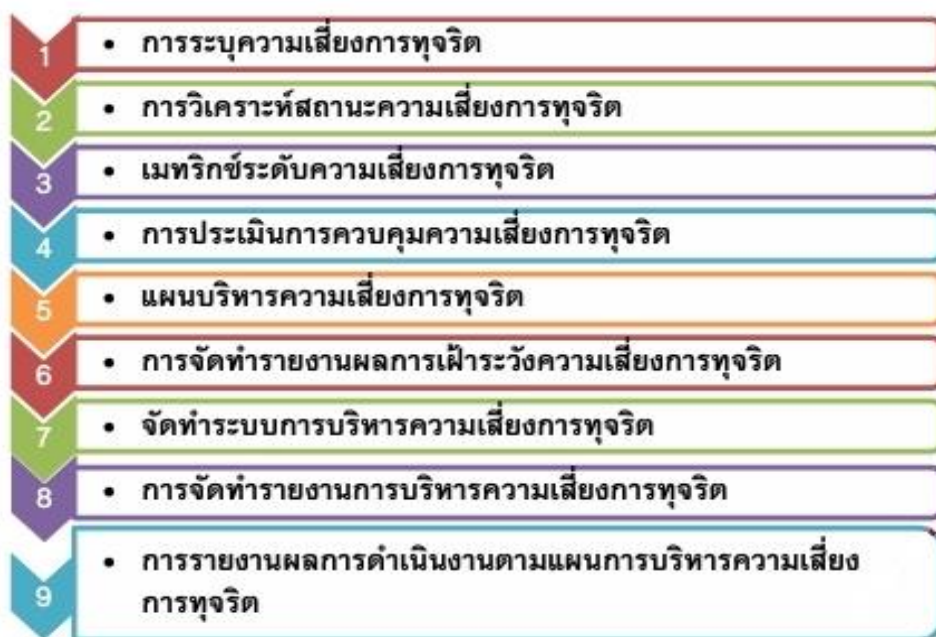 1 • การระบุความเสี่ยงการทุจริต
2 • การวิเคราะห์สถานะความเสี่ยงการทุจริต
3 • เมทริกซ์ระดับความเสี่ยงการทุจริต
4 • การประเมินการควบคุมความเสี่ยงการทุจริต
5 • แผนบริหารความเสี่ยงการทุจริต
6 • การจัดทำรายงานผลการเฝ้าระวังความเสี่ยงการทุจริต
7 • จัดทำระบบการบริหารความเสี่ยงการทุจริต
8 • การจัดทำรายงานการบริหารความเสี่ยงการทุจริต
9 • การรายงานผลการดำเนินงานตามแผนการบริหารความเสี่ยง
การทุจริต